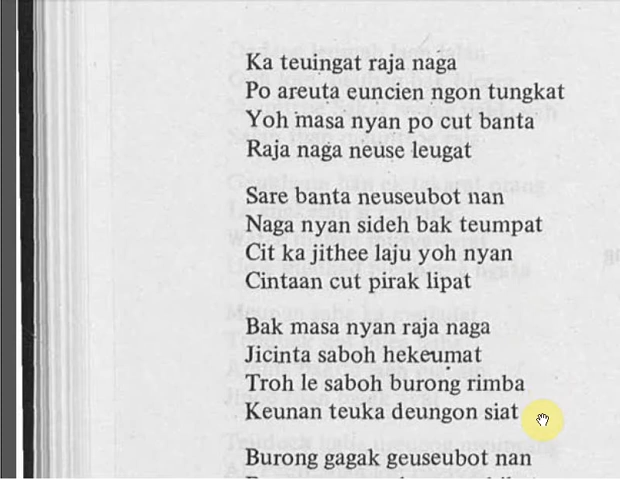 Ka teuingat raja naga
Po areuta euncien ngon tungkat
Yoh masa nyan po cut banta
Raja naga neuse leugat
Sare banta neuseubot nan
Naga nyan sideh bak teumpat
Cit ka jithee laju yoh nyan
Cintaan cut pirak lipat
Bak masa nyan raja naga
Jicinta saboh hekeumat
Troh le saboh burong rimba
Keunan teuka deungon siat
Burong gagak geuseubot nan